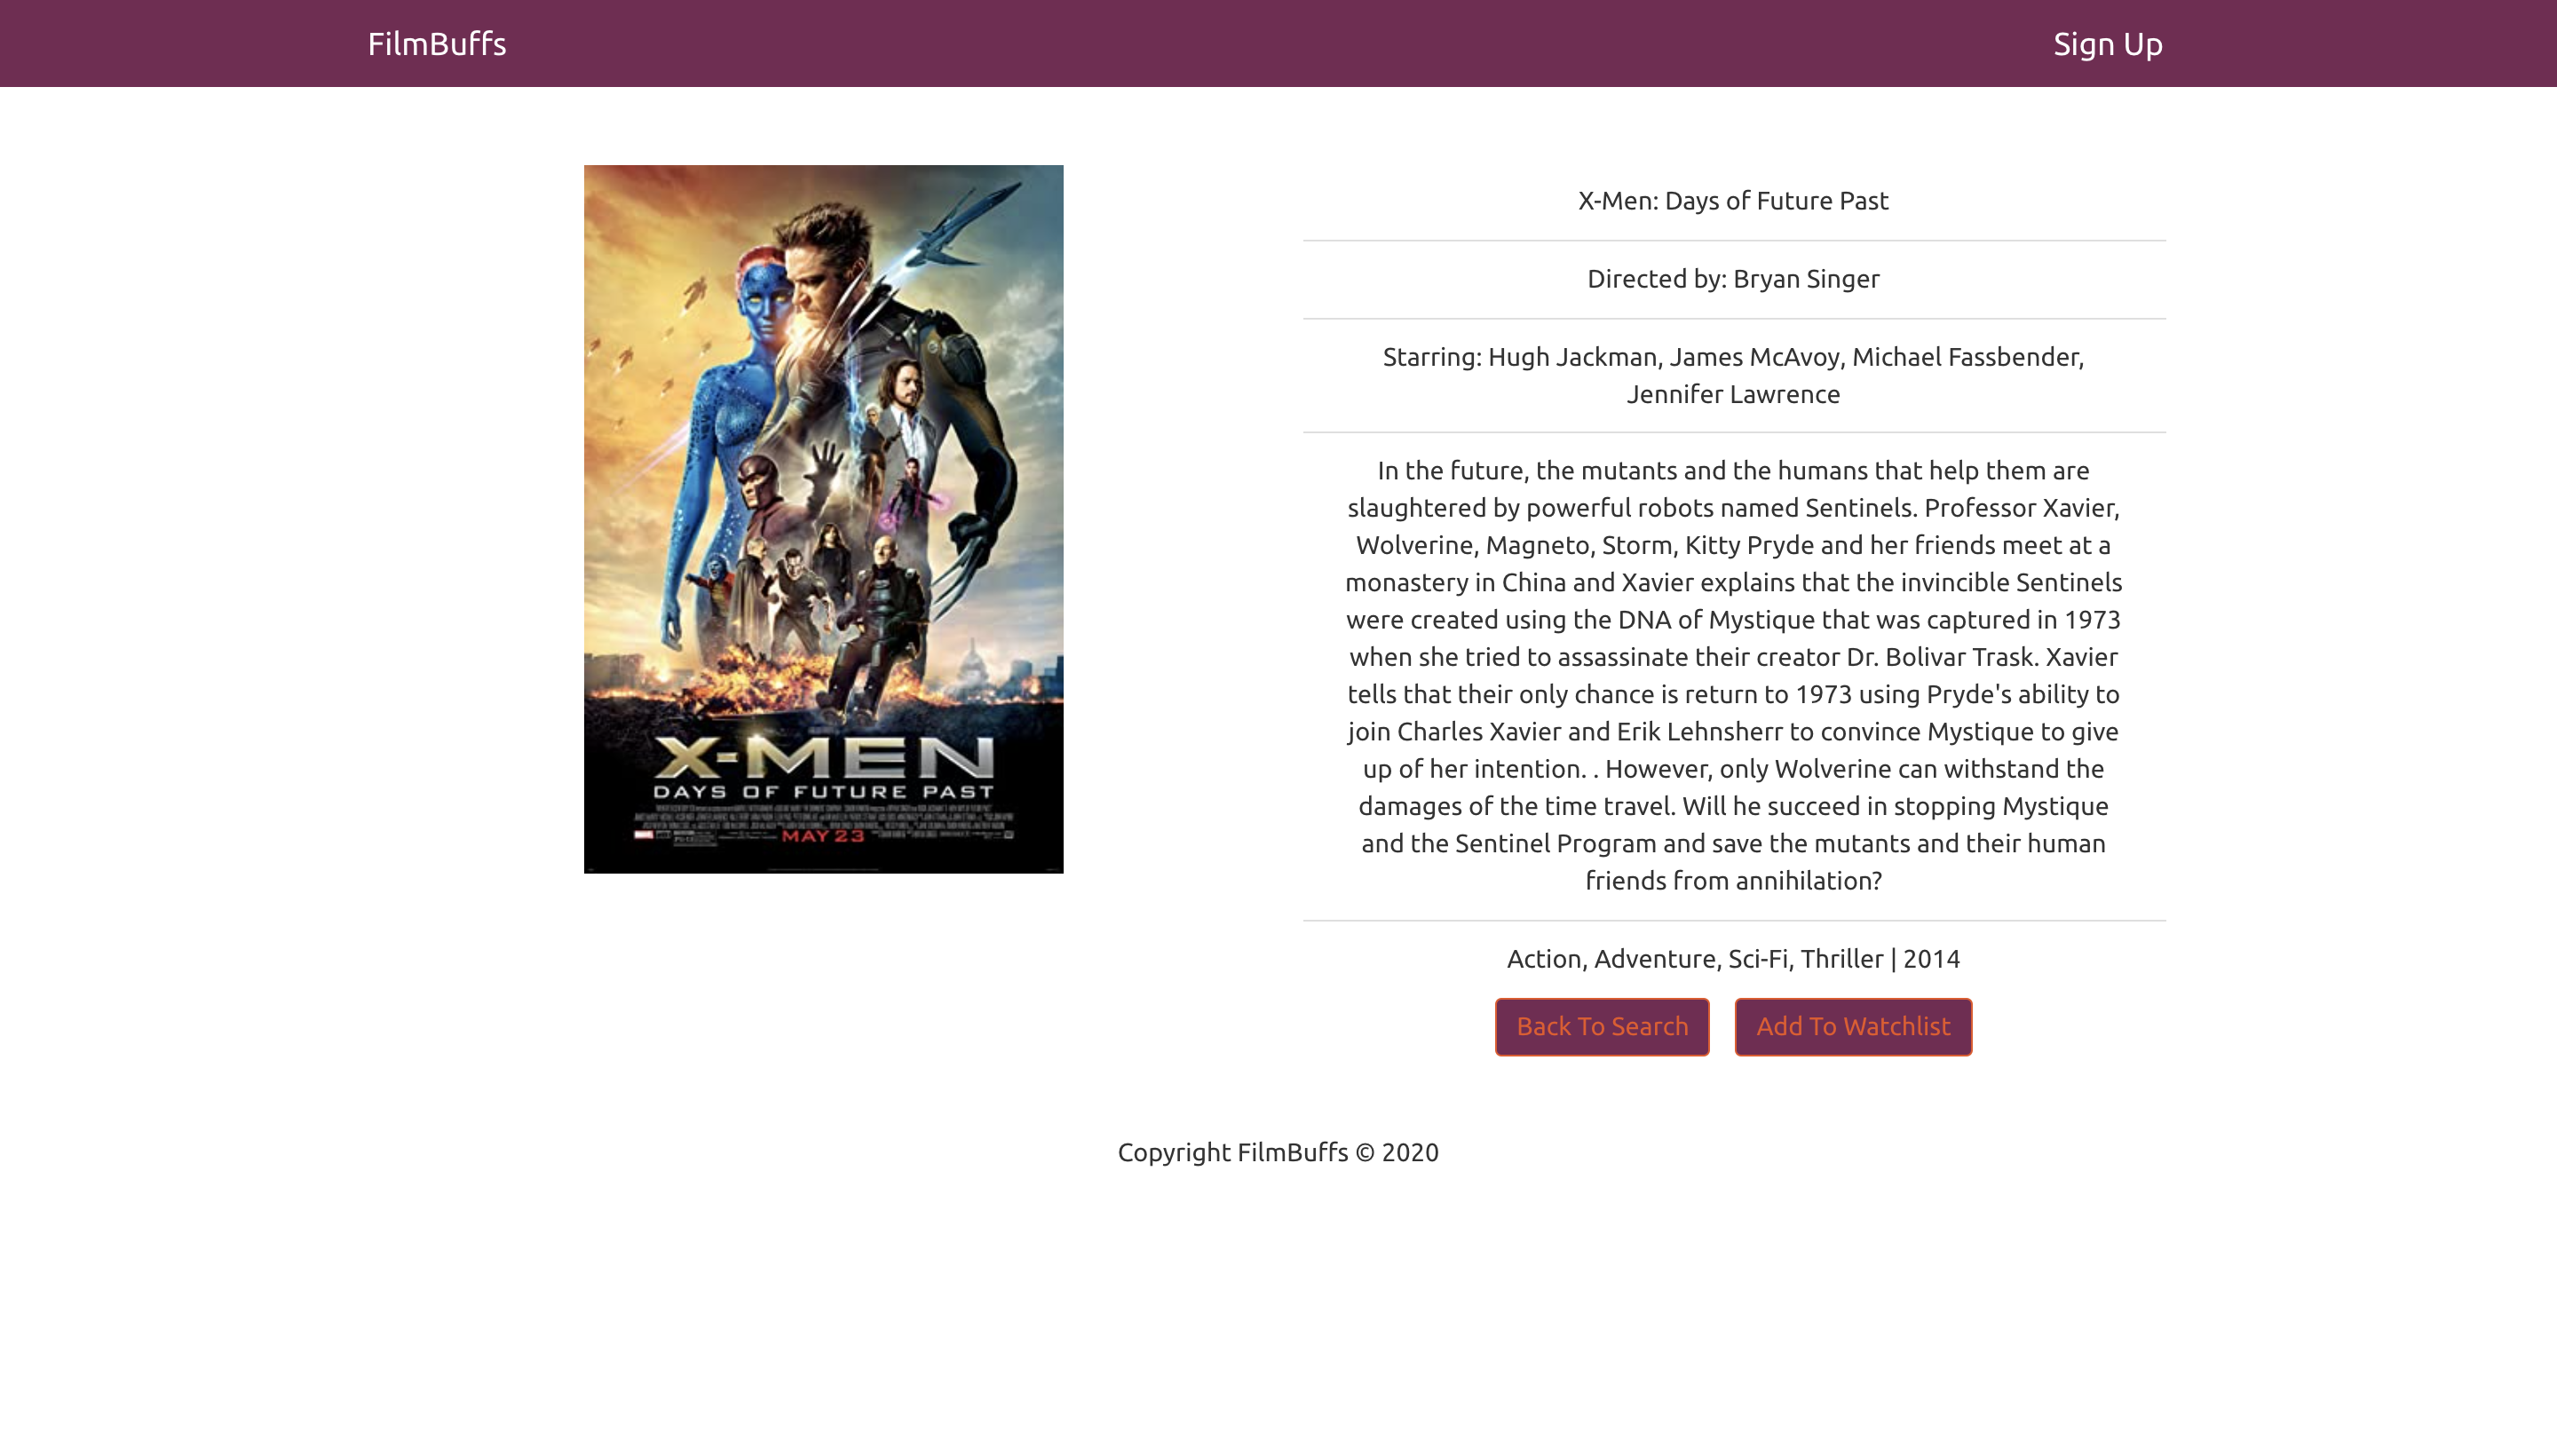 FilmBuffs
Sign Up
X-MEN
DAYS OF FUTURE PAST
MAY 23
X-Men: Days of Future Past
Directed by: Bryan Singer
Starring: Hugh Jackman, James McAvoy, Michael Fassbender,
Jennifer Lawrence
In the future, the mutants and the humans that help them are
slaughtered by powerful robots named Sentinels. Professor Xavier,
Wolverine, Magneto, Storm, Kitty Pryde and her friends meet at a
monastery in China and Xavier explains that the invincible Sentinels
were created using the DNA of Mystique that was captured in 1973
when she tried to assassinate their creator Dr. Bolivar Trask. Xavier
tells that their only chance is return to 1973 using Pryde's ability to
join Charles Xavier and Erik Lehnsherr to convince Mystique to give
up of her intention. . However, only Wolverine can withstand the
damages of the time travel. Will he succeed in stopping Mystique
and the Sentinel Program and save the mutants and their human
friends from annihilation?
Action, Adventure, Sci-Fi, Thriller | 2014
Back To Search
Add To Watchlist
Copyright FilmBuffs © 2020